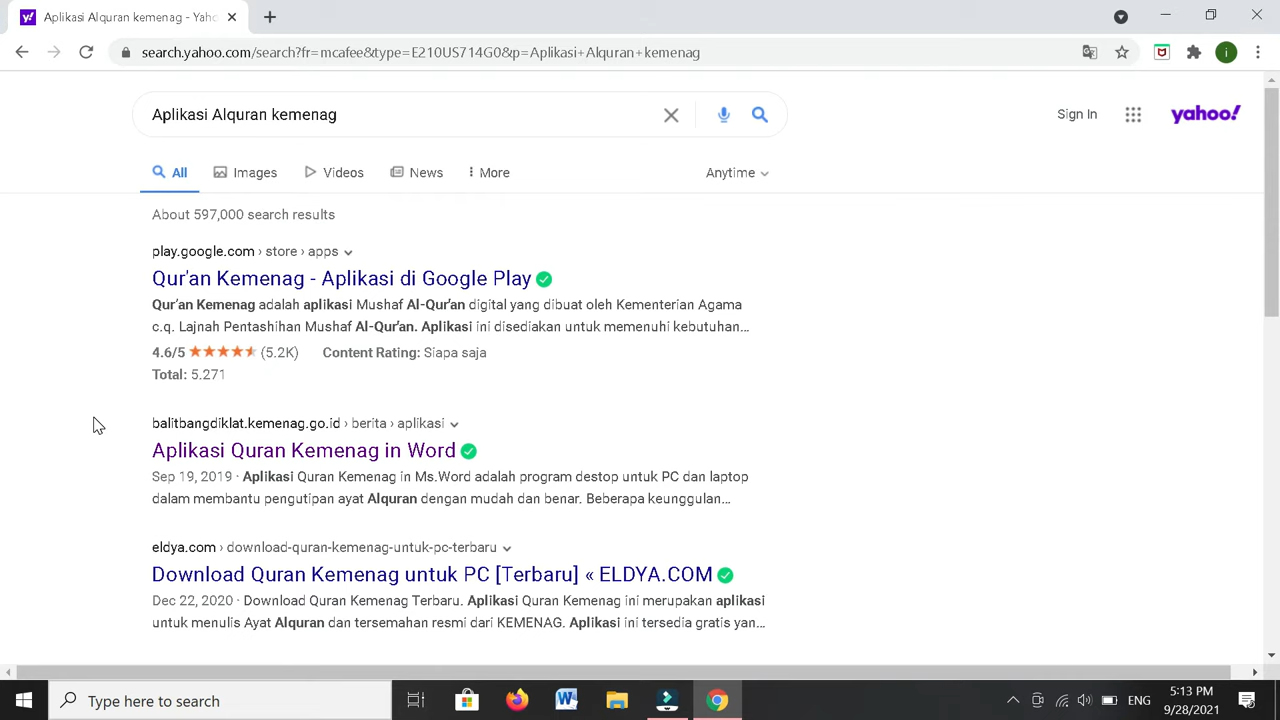 Aplikasi Alquran kemenag - Yaho
search.yahoo.com/search?fr=mcafee&type=E210US714G0&p=Aplikasi+Alquran+kemenag
i
Aplikasi Alquran kemenag
Sign In
yahoo!
All
Images
Videos
News
More
Anytime
About 597,000 search results
play.google.com › store › apps
Qur'an Kemenag - Aplikasi di Google Play
Qur'an Kemenag adalah aplikasi Mushaf Al-Qur'an digital yang dibuat oleh Kementerian Agama
c.q. Lajnah Pentashihan Mushaf Al-Qur'an. Aplikasi ini disediakan untuk memenuhi kebutuhan...
4.6/5 (5.2K) Content Rating: Siapa saja
Total: 5.271
balitbangdiklat.kemenag.go.id › berita › aplikasi
Aplikasi Quran Kemenag in Word
Sep 19, 2019 · Aplikasi Quran Kemenag in Ms.Word adalah program destop untuk PC dan laptop
dalam membantu pengutipan ayat Alquran dengan mudah dan benar. Beberapa keunggulan...
eldya.com › download-quran-kemenag-untuk-pc-terbaru
Download Quran Kemenag untuk PC [Terbaru] « ELDYA.COM
Dec 22, 2020 · Download Quran Kemenag Terbaru. Aplikasi Quran Kemenag ini merupakan aplikasi
untuk menulis Ayat Alquran dan tersemahan resmi dari KEMENAG. Aplikasi ini tersedia gratis yan...
Type here to search
ENG
5:13 PM
9/28/2021